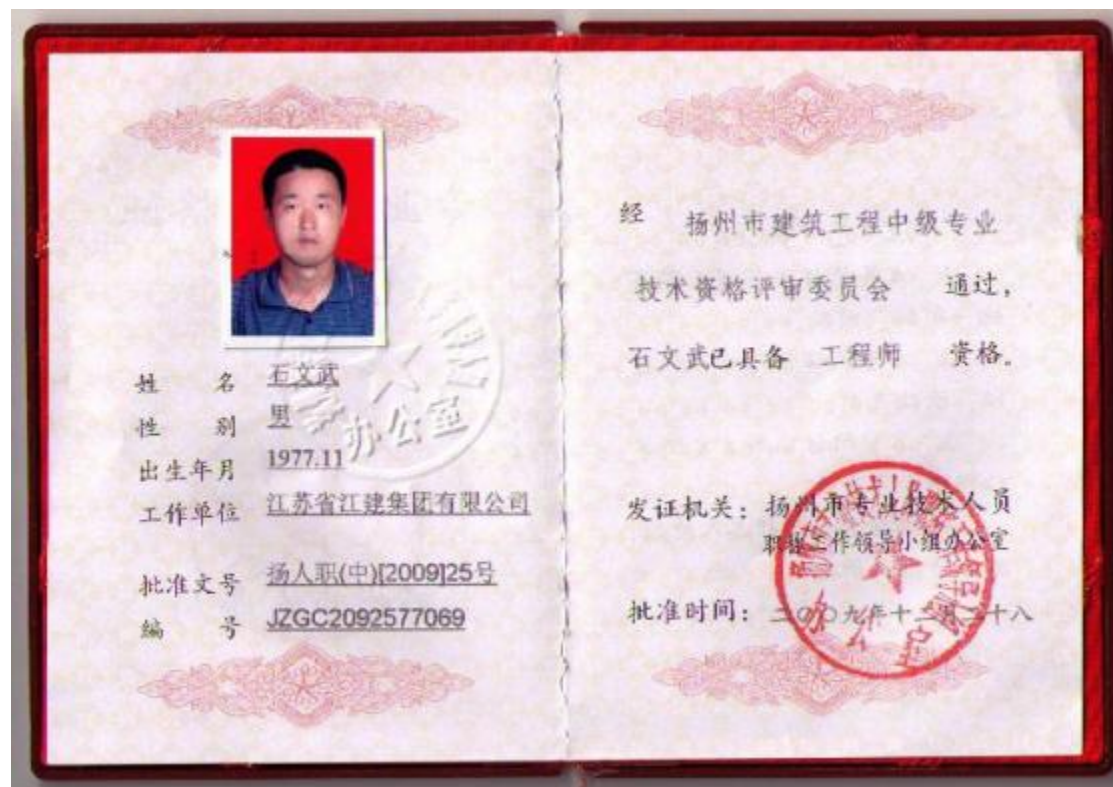 姓名 石文武
性别 男
出生年月 1977.11
工作单位 江苏省江建集团有限公司
批准文号 扬人职(中)[2009]25号
编号 JZGC2092577069
办公室
经 扬州市建筑工程中级专业
技术资格评审委员会 通过,
石文武已具备 工程师 资格。
发证机关: 扬州市专业技术人员
职称工作领导小组办公室
批准时间: 二〇〇九年十二月二十八
办公室